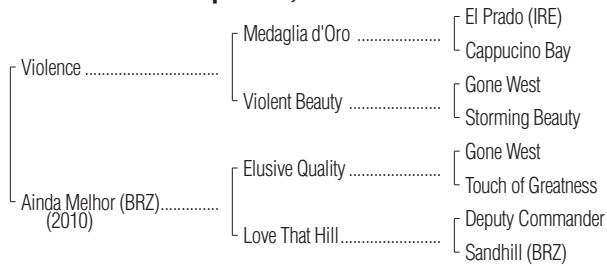 Violence ................................
Medaglia d'Oro ...................
El Prado (IRE)
Cappucino Bay
Violent Beauty ......................
Gone West
Storming Beauty
Ainda Melhor (BRZ)..............
(2010)
Elusive Quality .....................
Gone West
Touch of Greatness
Love That Hill.......................
Deputy Commander
Sandhill (BRZ)